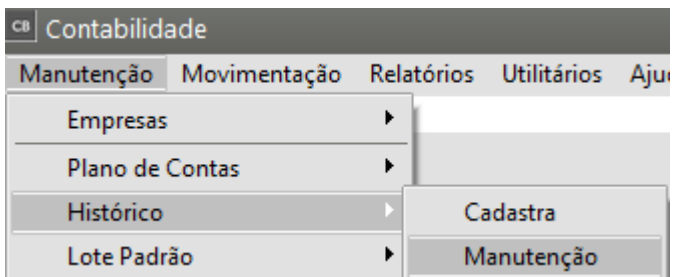 CB Contabilidade
Manutenção Movimentação Relatórios Utilitários
Empresas
Plano de Contas
Histórico Cadastra
Lote Padrão Manutenção